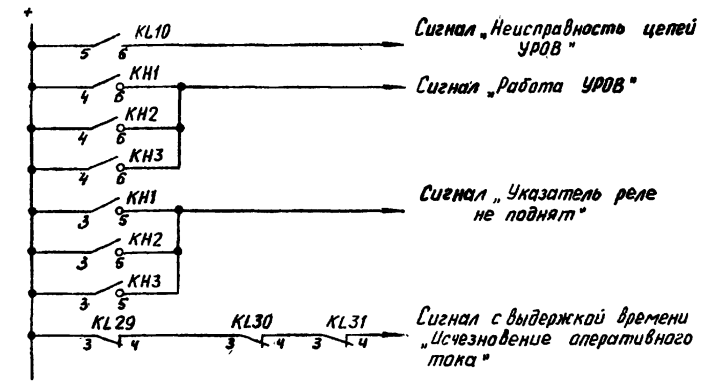 +
KL10
5 6
Сигнал „Неисправность цепей
УРОВ"
KH1
4 6
Сигнал „Работа УРОВ"
KH2
4 6
KH3
4 6
KH1
3 5
Сигнал „Указатель реле
не поднят"
KH2
3 6
KH3
3 5
KL29
3 4
KL30
3 4
KL31
3 4
Сигнал с выдержкой времени
„Исчезновение оперативного
тока"